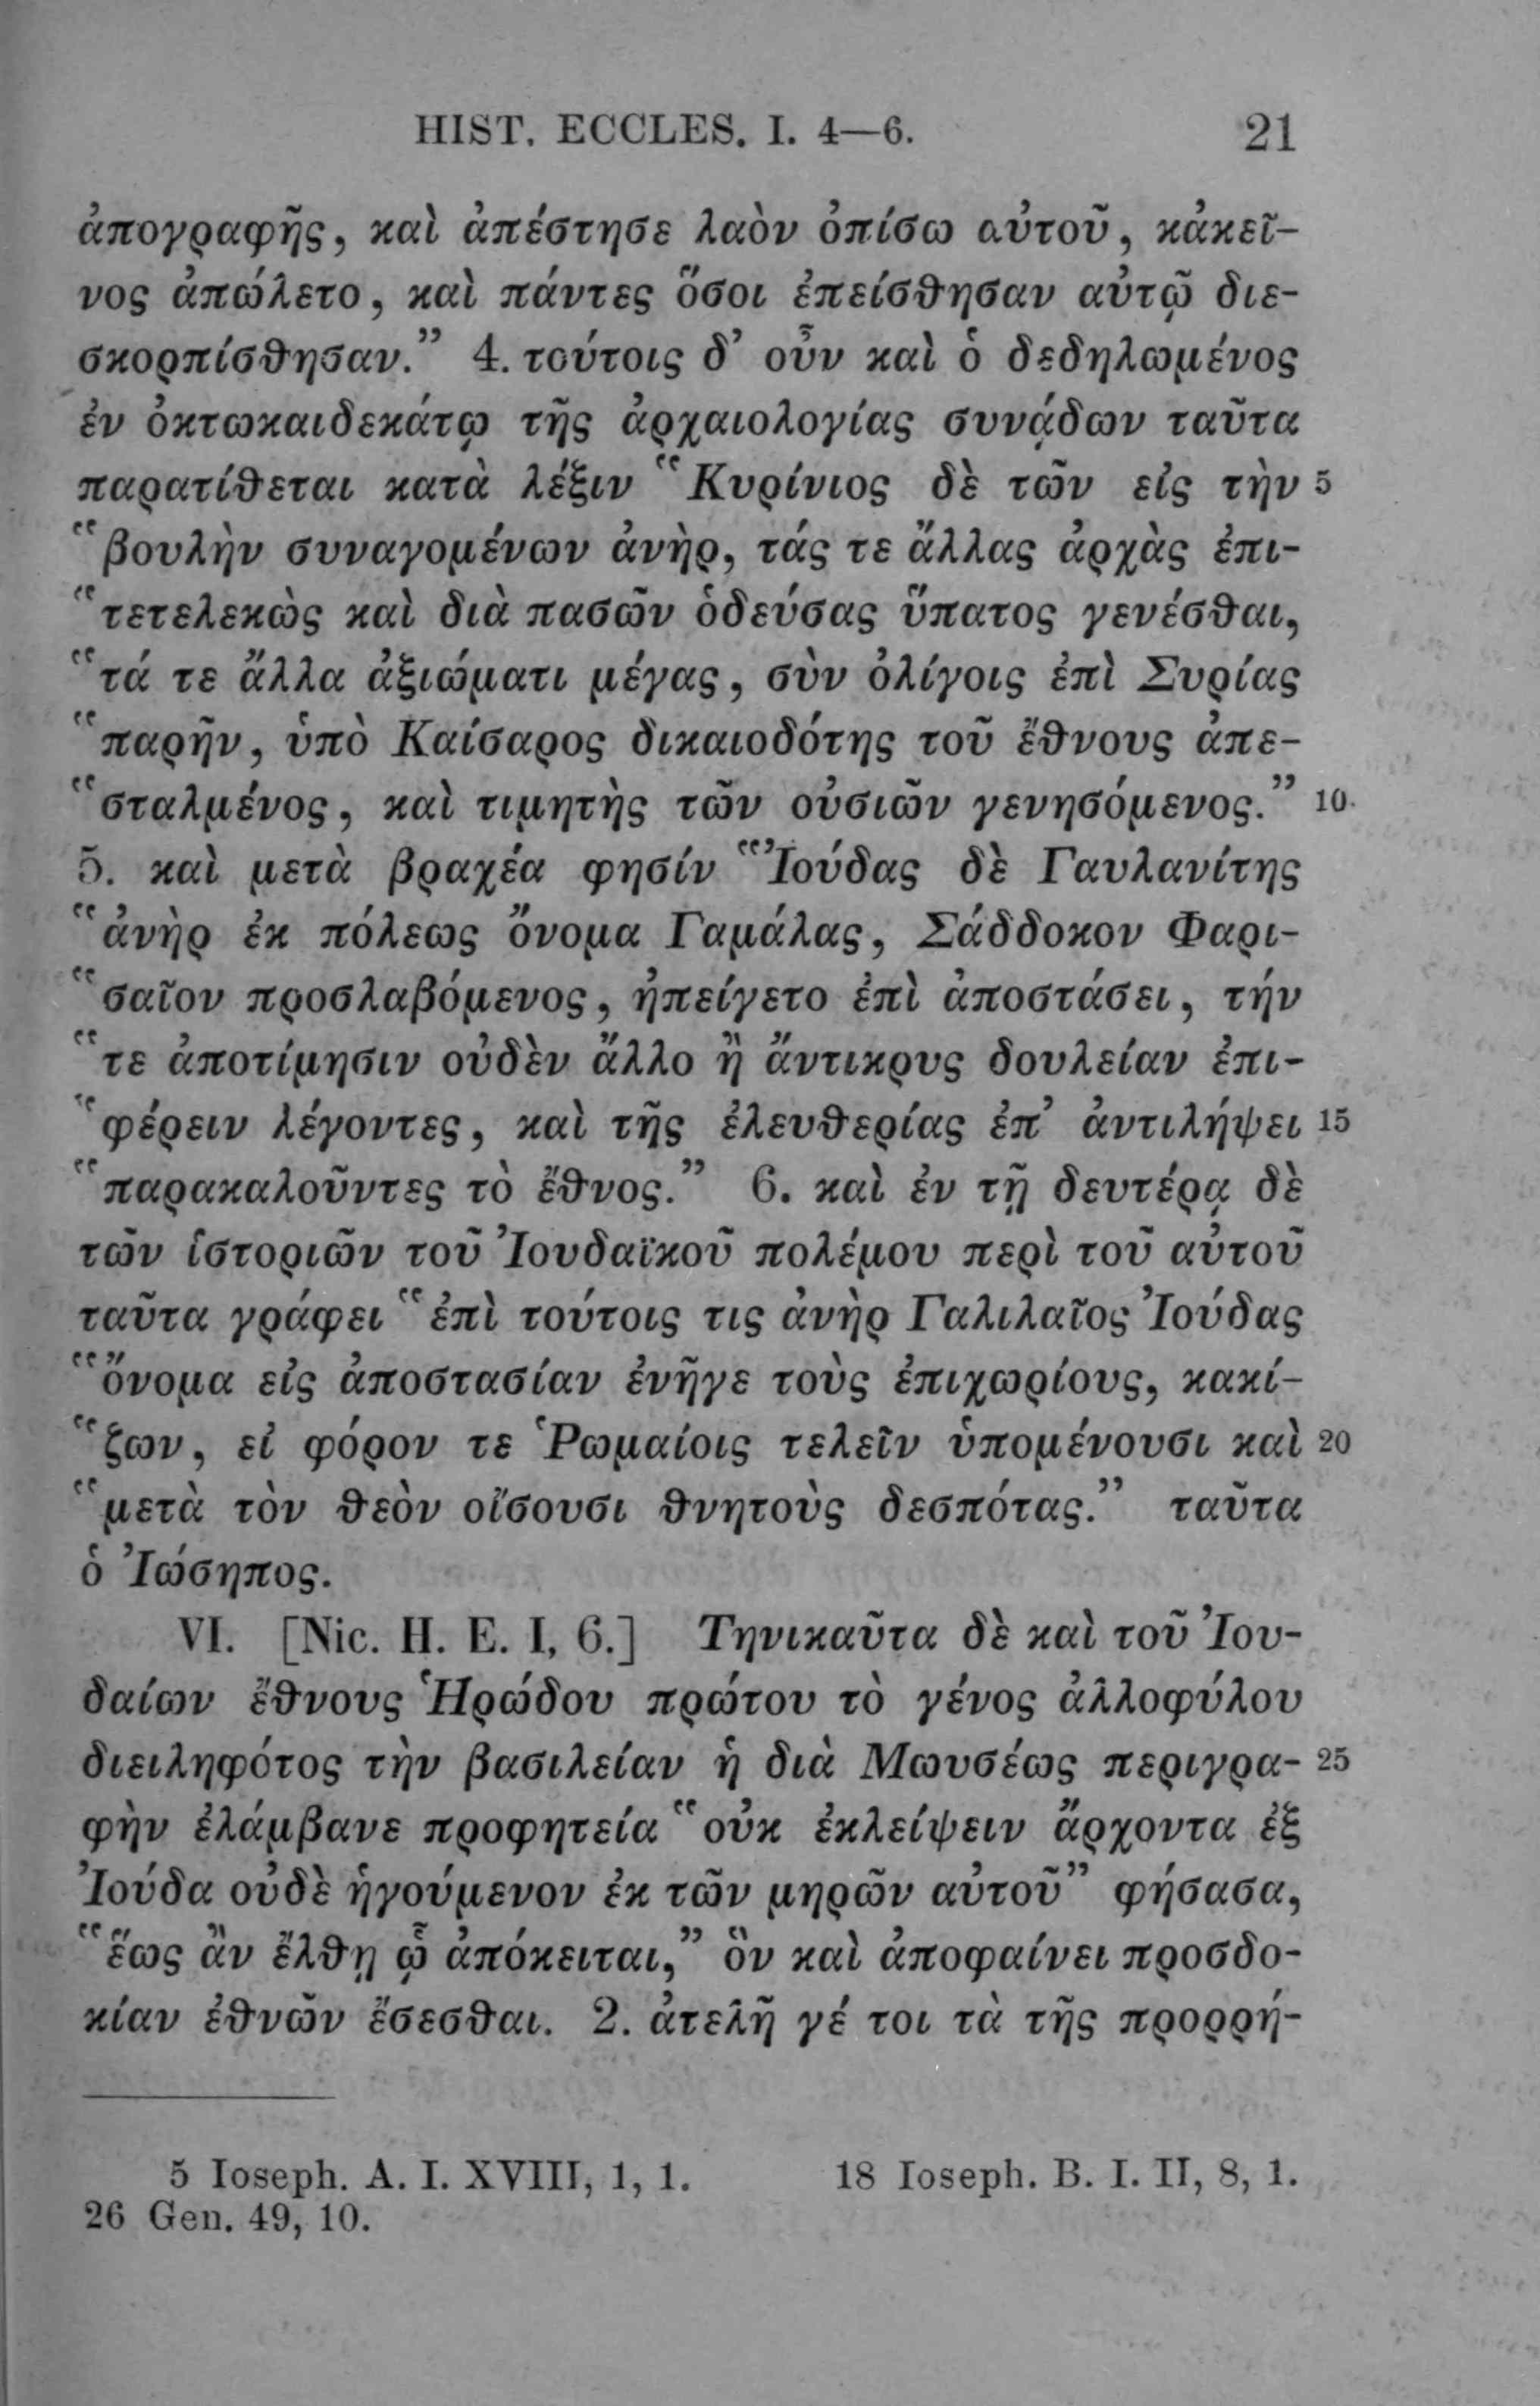 HIST. ECCLES. I. 4—6. 21
ἀπογραφῆς, καὶ ἀπέστησε λαὸν ὀπίσω αὐτοῦ, κἀκεῖ-
νος ἀπώλετο, καὶ πάντες ὅσοι ἐπείσθησαν αὐτῷ διε-
σκορπίσθησαν.” 4. τούτοις δ’ οὖν καὶ ὁ δεδηλωμένος
ἐν ὀκτωκαιδεκάτῳ τῆς ἀρχαιολογίας συνᾴδων ταῦτα
παρατίθεται κατὰ λέξιν “Κυρίνιος δὲ τῶν εἰς τὴν 5
“βουλὴν συναγομένων ἀνὴρ, τάς τε ἄλλας ἀρχὰς ἐπι-
“τετελεκὼς καὶ διὰ πασῶν ὁδεύσας ὕπατος γενέσθαι,
“τά τε ἄλλα ἀξιώματι μέγας, σὺν ὀλίγοις ἐπὶ Συρίας
“παρῆν, ὑπὸ Καίσαρος δικαιοδότης τοῦ ἔθνους ἀπε-
“σταλμένος, καὶ τιμητὴς τῶν οὐσιῶν γενησόμενος.” 10
5. καὶ μετὰ βραχέα φησίν “Ἰούδας δὲ Γαυλανίτης
“ἀνὴρ ἐκ πόλεως ὄνομα Γαμάλας, Σάδδοκον Φαρι-
“σαῖον προσλαβόμενος, ἠπείγετο ἐπὶ ἀποστάσει, τήν
“τε ἀποτίμησιν οὐδὲν ἄλλο ἢ ἄντικρυς δουλείαν ἐπι-
“φέρειν λέγοντες, καὶ τῆς ἐλευθερίας ἐπ’ ἀντιλήψει 15
“παρακαλοῦντες τὸ ἔθνος.” 6. καὶ ἐν τῇ δευτέρᾳ δὲ
τῶν ἱστοριῶν τοῦ Ἰουδαϊκοῦ πολέμου περὶ τοῦ αὐτοῦ
ταῦτα γράφει “ἐπὶ τούτοις τις ἀνὴρ Γαλιλαῖος Ἰούδας
“ὄνομα εἰς ἀποστασίαν ἐνῆγε τοὺς ἐπιχωρίους, κακί-
“ζων, εἰ φόρον τε Ῥωμαίοις τελεῖν ὑπομένουσι καὶ 20
“μετὰ τὸν θεὸν οἴσουσι θνητοὺς δεσπότας.” ταῦτα
ὁ Ἰώσηπος.
VI. [Nic. H. E. I, 6.] Τηνικαῦτα δὲ καὶ τοῦ Ἰου-
δαίων ἔθνους Ἡρώδου πρώτου τὸ γένος ἀλλοφύλου
διειληφότος τὴν βασιλείαν ἡ διὰ Μωυσέως περιγρα- 25
φὴν ἐλάμβανε προφητεία “οὐκ ἐκλείψειν ἄρχοντα ἐξ
Ἰούδα οὐδὲ ἡγούμενον ἐκ τῶν μηρῶν αὐτοῦ” φήσασα,
“ἕως ἂν ἔλθῃ ᾧ ἀπόκειται,” ὃν καὶ ἀποφαίνει προσδο-
κίαν ἐθνῶν ἔσεσθαι. 2. ἀτελῆ γέ τοι τὰ τῆς προρρή-
5 Ioseph. A. I. XVIII, 1, 1. 18 Ioseph. B. I. II, 8, 1.
26 Gen. 49, 10.